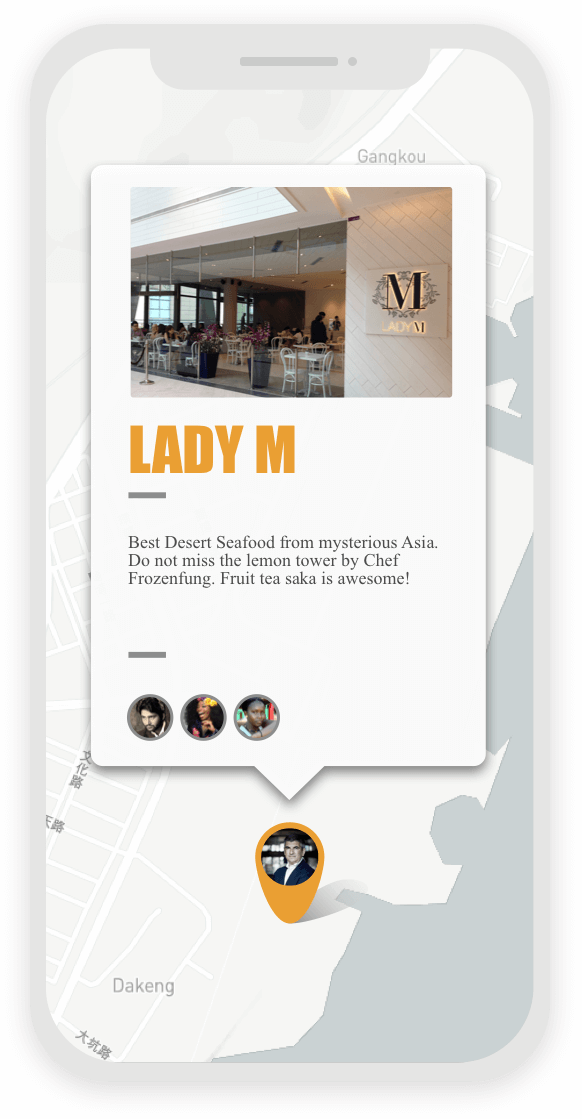 Gangkou
M
LADYM
LADY M
Best Desert Seafood from mysterious Asia.
Do not miss the lemon tower by Chef
Frozenfung. Fruit tea saka is awesome!
文化路
天路
Dakeng
大坑路